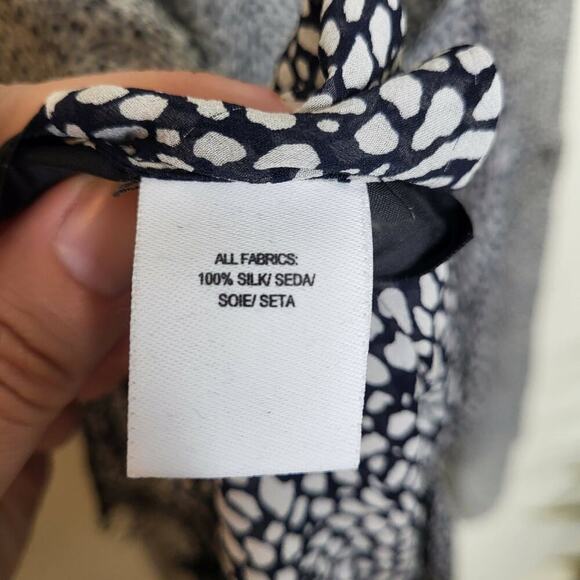 ALL FABRICS:
100% SILK/ SEDA/
SOIE/ SETA